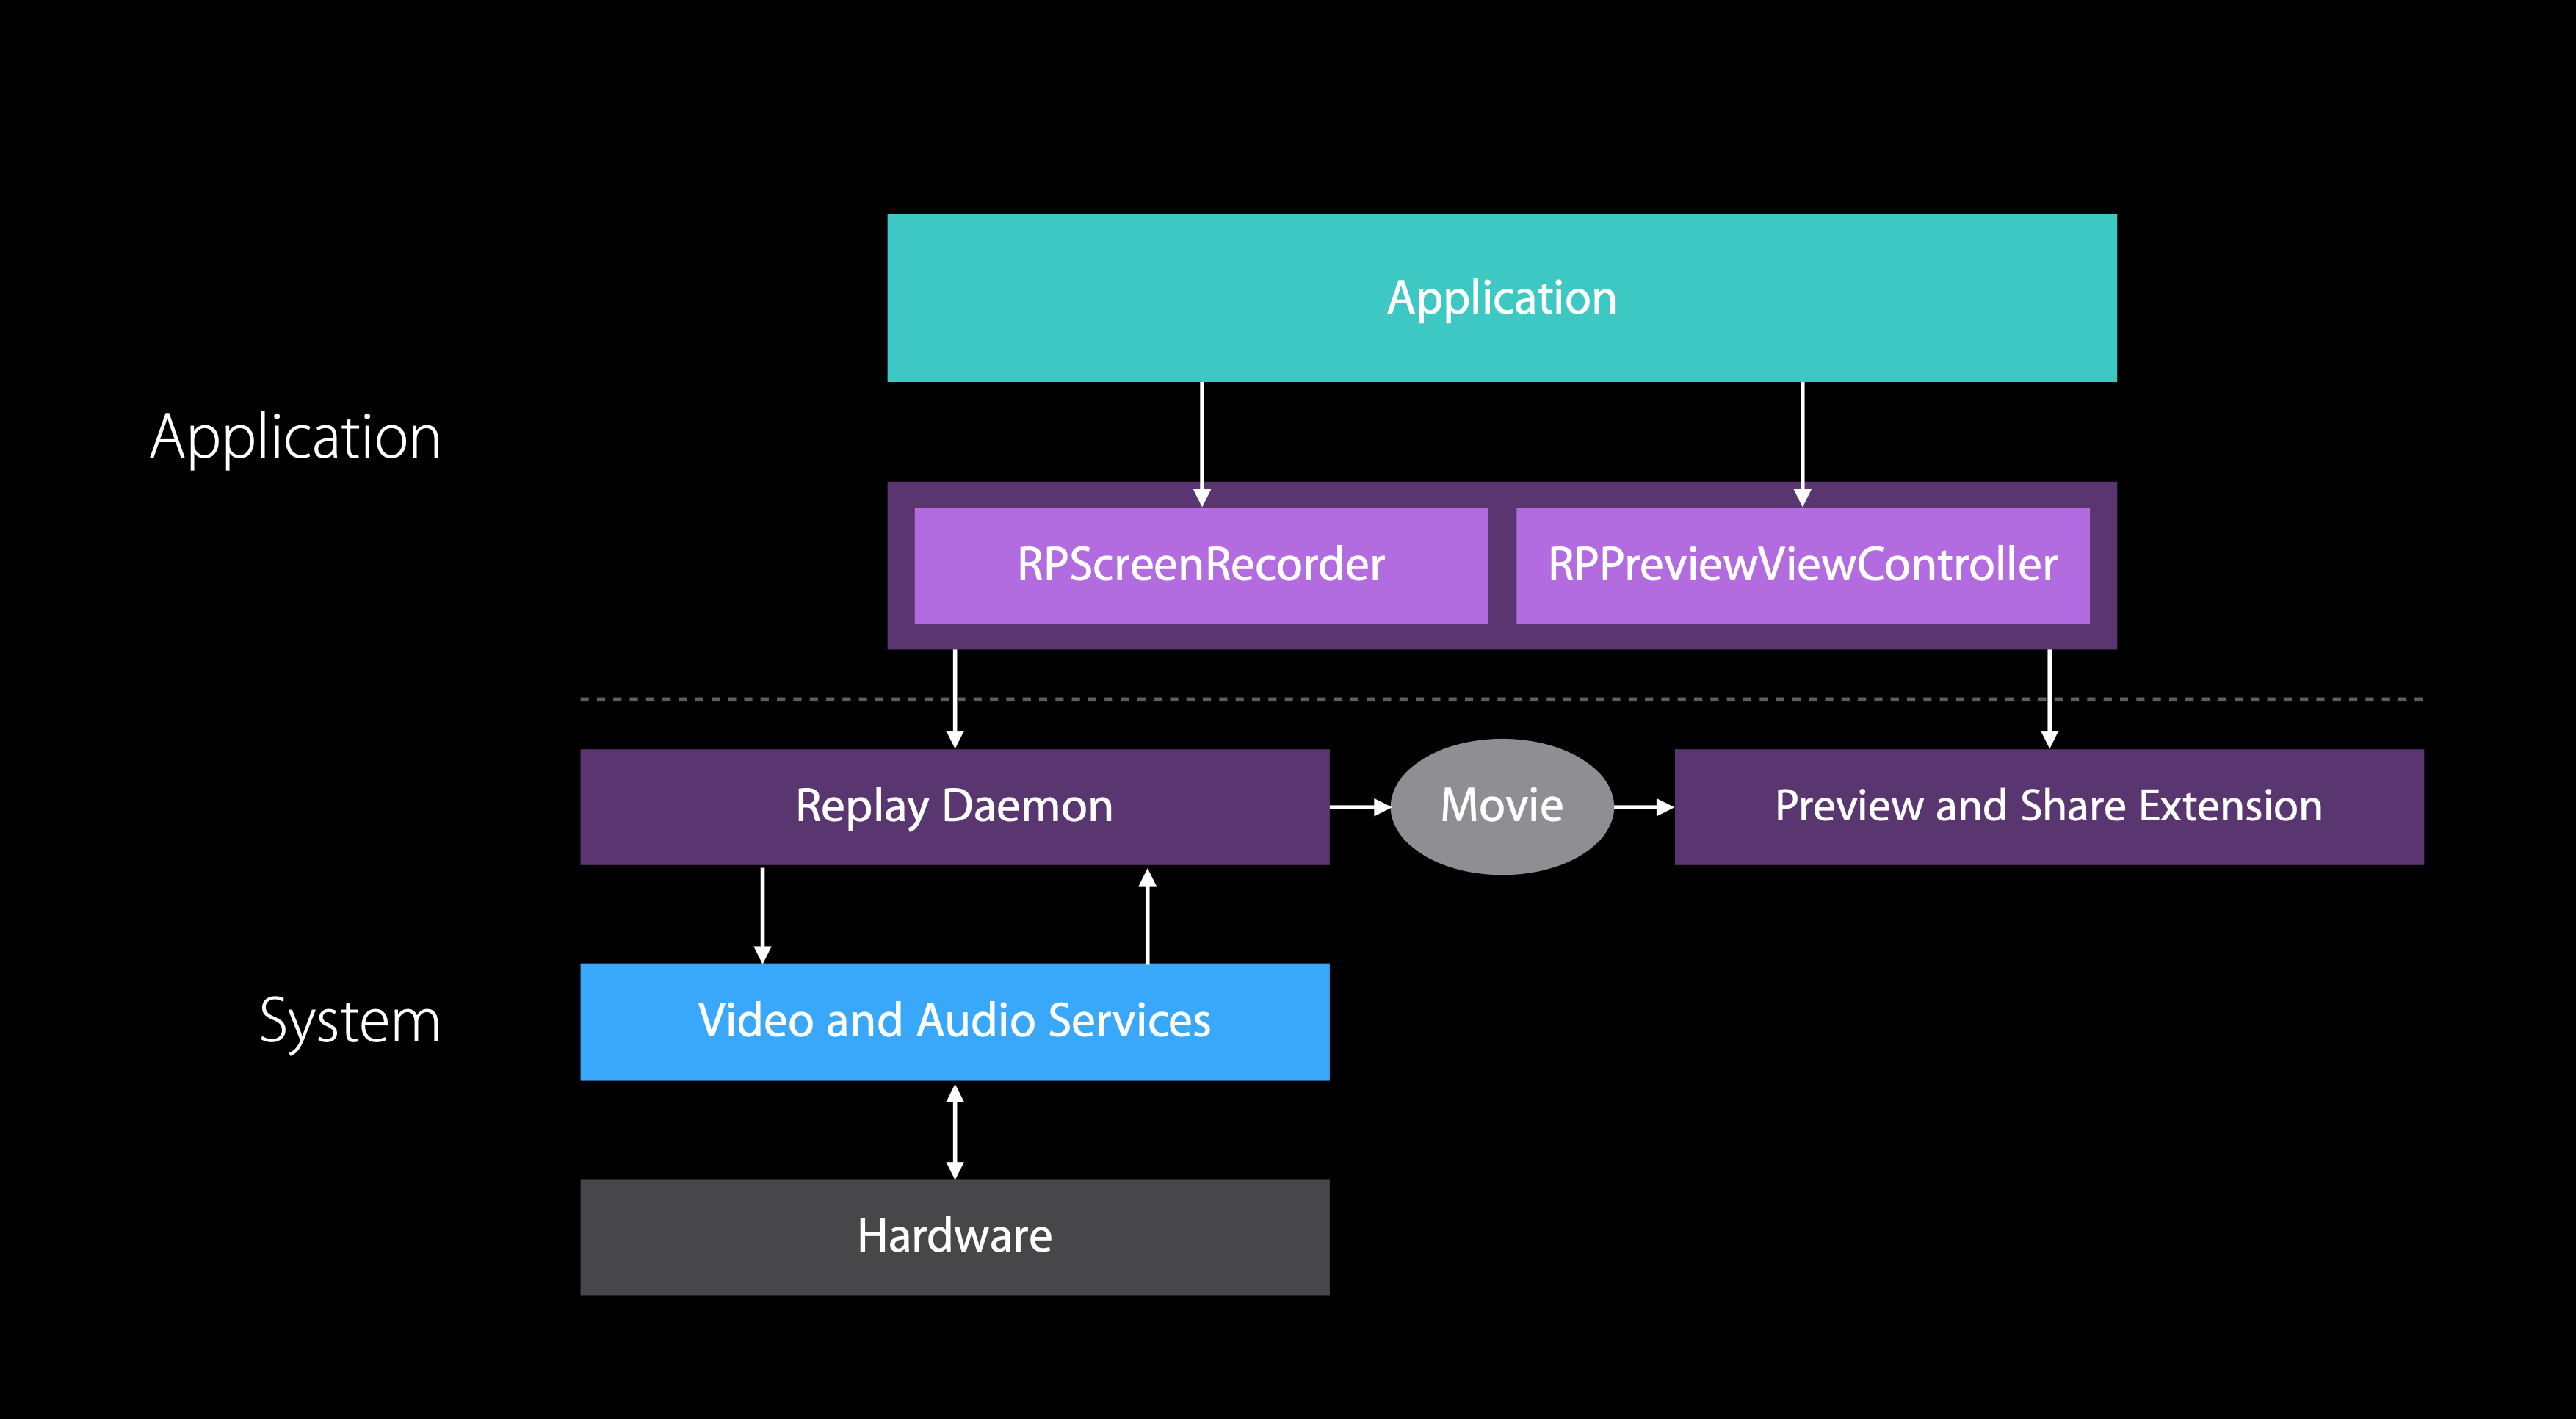 Application
Application
RPScreenRecorder
RPPreviewViewController
Replay Daemon
Movie
Preview and Share Extension
System
Video and Audio Services
Hardware